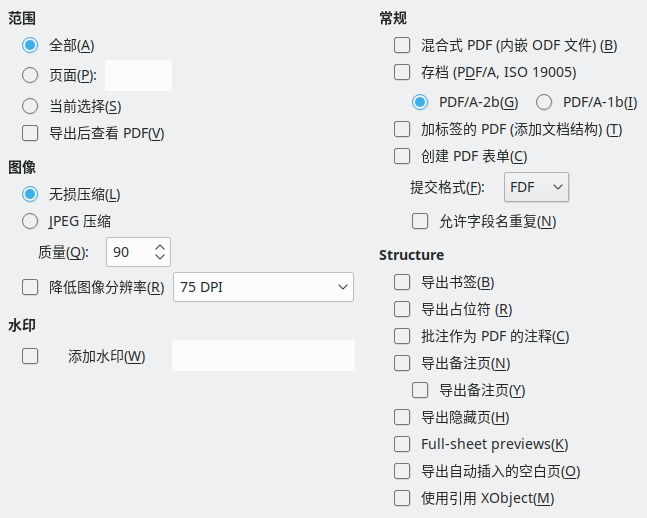 范围
全部(A)
页面(P):
当前选择(S)
导出后查看 PDF(V)
图像
无损压缩(L)
JPEG 压缩
质量(Q): 90
降低图像分辨率(R) 75 DPI
水印
添加水印(W)
常规
混合式 PDF (内嵌 ODF 文件) (B)
存档 (PDF/A, ISO 19005)
PDF/A-2b(G) PDF/A-1b(I)
加标签的 PDF (添加文档结构) (T)
创建 PDF 表单(C)
提交格式(F): FDF
允许字段名重复(N)
Structure
导出书签(B)
导出占位符 (R)
批注作为 PDF 的注释(C)
导出备注页(N)
导出备注页(Y)
导出隐藏页(H)
Full-sheet previews(K)
导出自动插入的空白页(O)
使用引用 XObject(M)